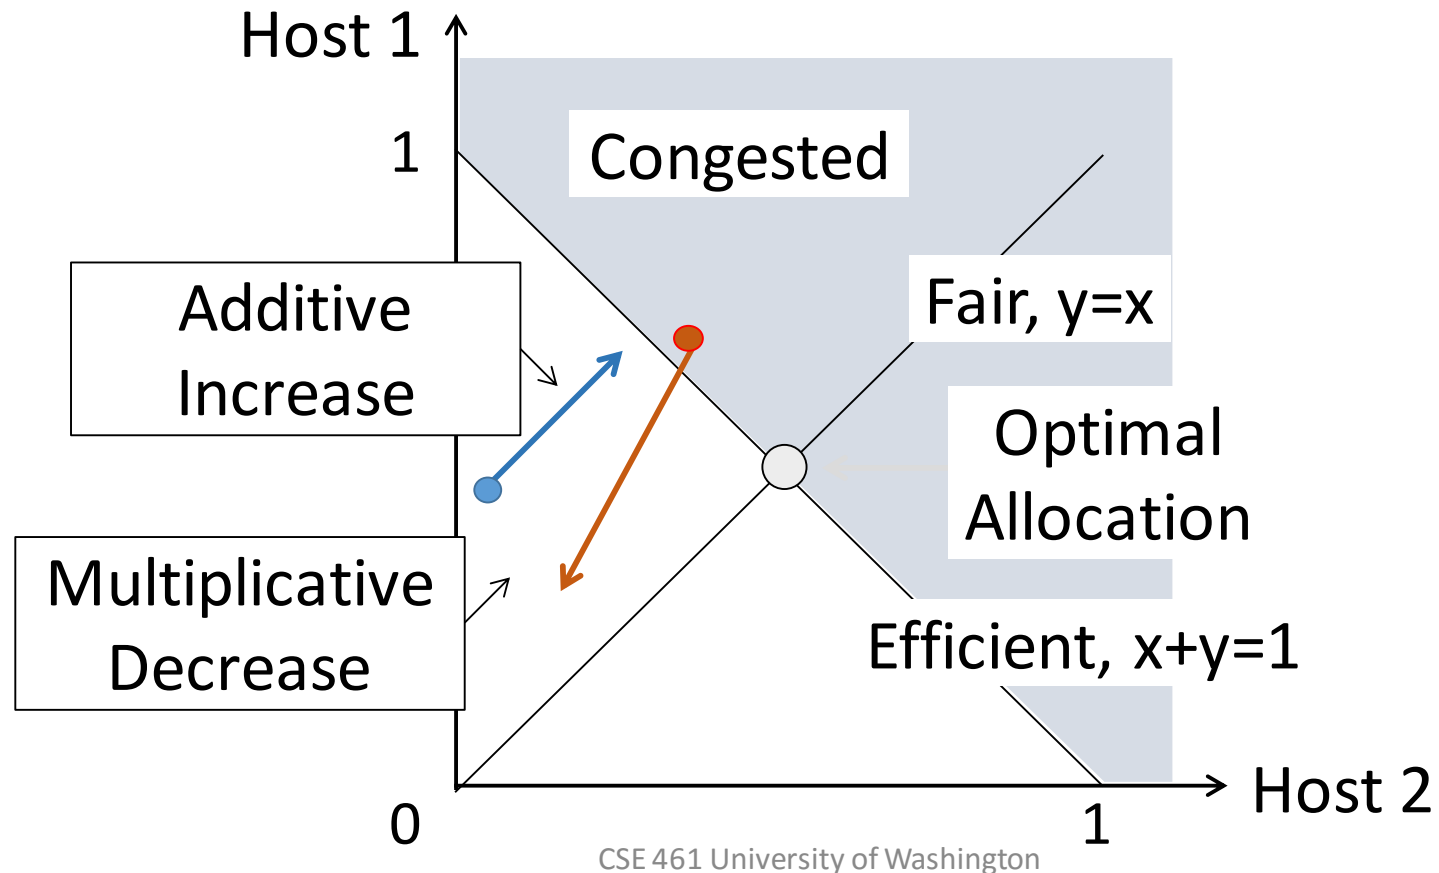 Host 1
1
Congested
Additive
Increase
Fair, y=x
Optimal
Allocation
Multiplicative
Decrease
Efficient, x+y=1
0
1
Host 2
CSE 461 University of Washington